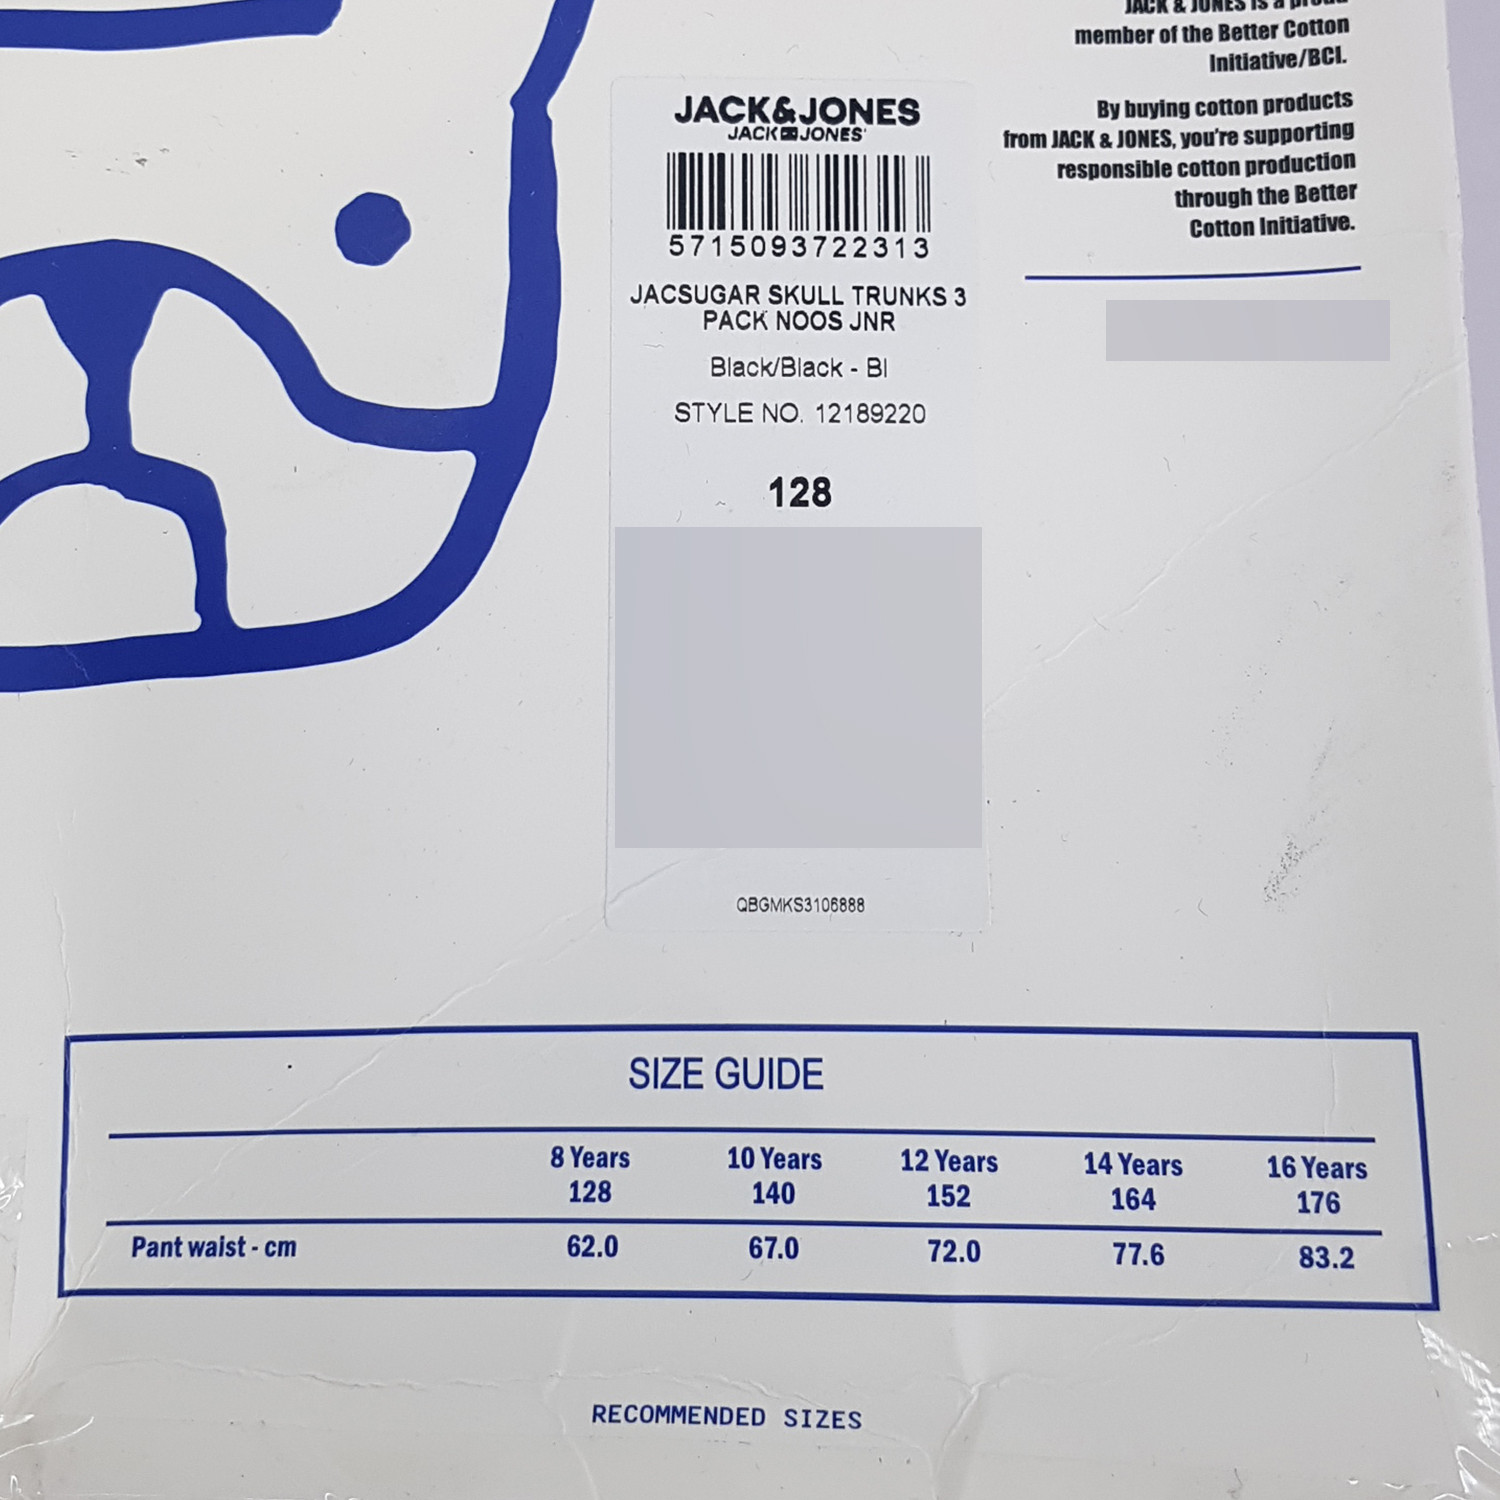 JACK & JONES is a proud
member of the Better Cotton
Initiative/BCI.
By buying cotton products
from JACK & JONES, you're supporting
responsible cotton production
through the Better
Cotton Initiative.
JACK&JONES
JACK&JONES
5715093722313
JACSUGAR SKULL TRUNKS 3
PACK NOOS JNR
Black/Black - Bl
STYLE NO. 12189220
128
QBGMKS3106888
SIZE GUIDE
8 Years 10 Years 12 Years 14 Years 16 Years
128 140 152 164 176
Pant waist - cm 62.0 67.0 72.0 77.6 83.2
RECOMMENDED SIZES